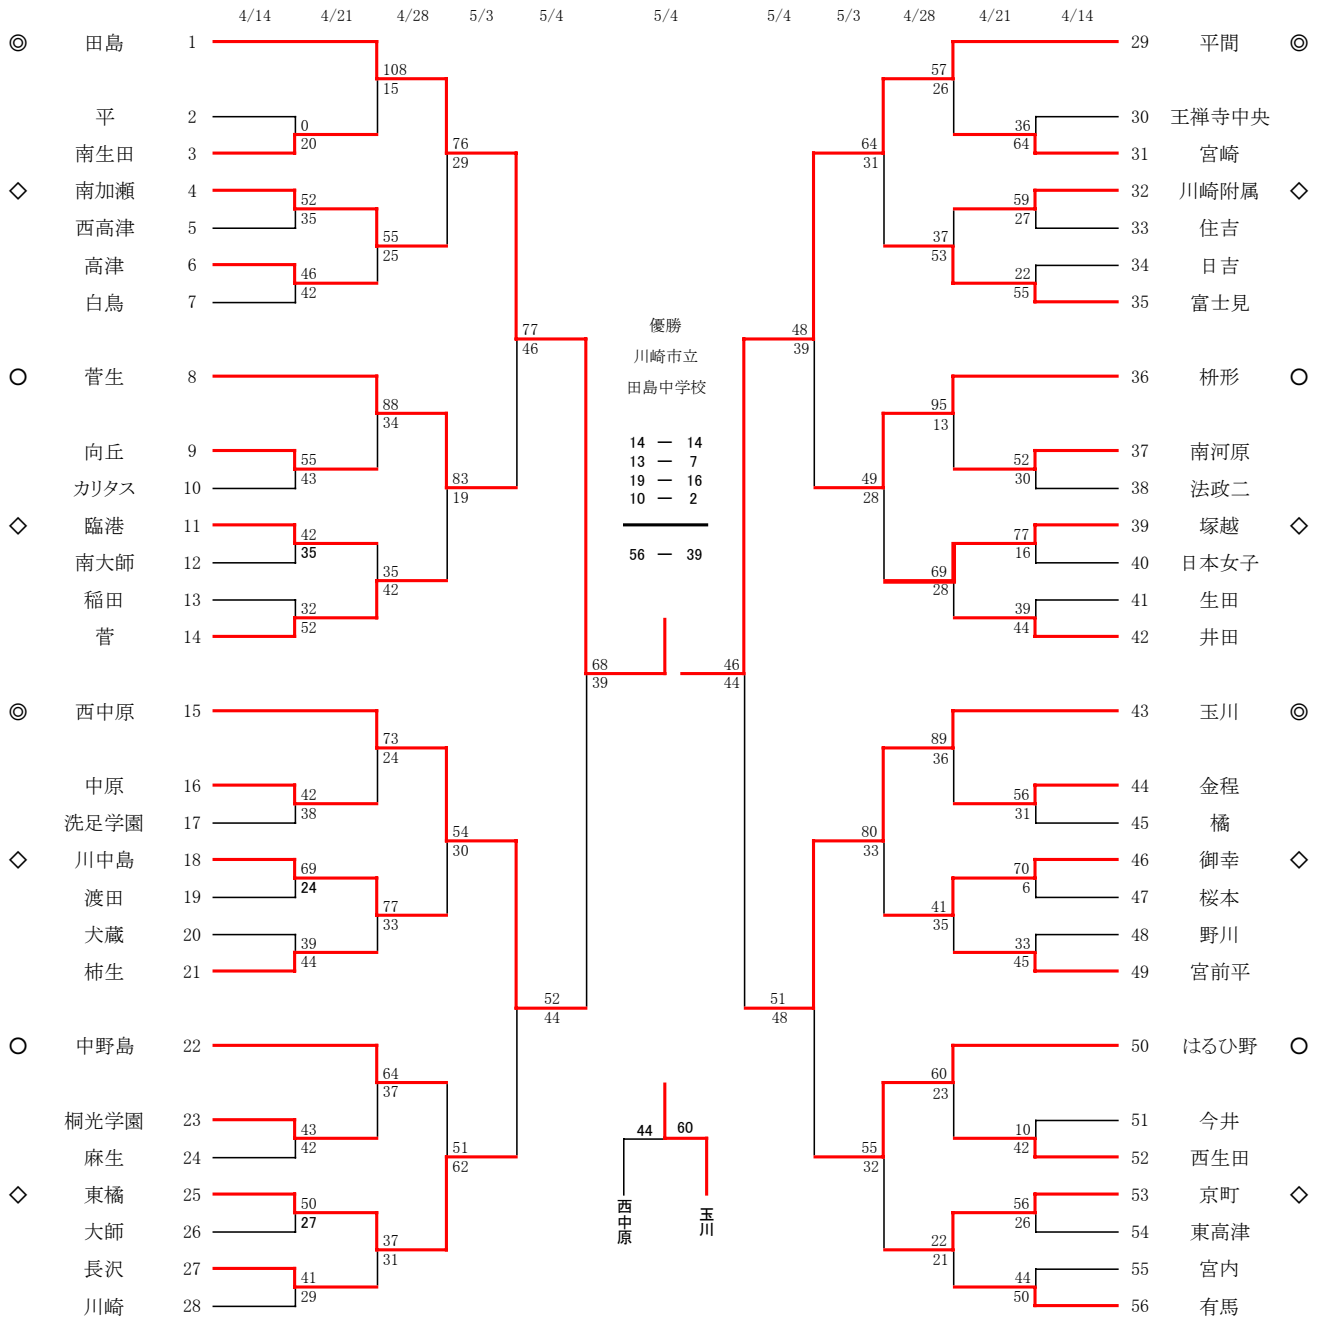 4/14 4/21 4/28 5/3 5/4 5/4 5/4 5/3 4/28 4/21 4/14
◎ 田島 1
108
15
平 2
0
20
南生田 3
76
29
◇ 南加瀬 4
52
35
西高津 5
55
25
高津 6
46
42
白鳥 7
77
46
○ 菅生 8
88
34
向丘 9
55
43
カリタス 10
83
19
◇ 臨港 11
42
35
南大師 12
35
42
稲田 13
32
52
菅 14
68
39
◎ 西中原 15
73
24
中原 16
42
38
洗足学園 17
54
30
◇ 川中島 18
69
24
渡田 19
77
33
犬蔵 20
39
44
柿生 21
52
44
○ 中野島 22
64
37
桐光学園 23
43
42
麻生 24
51
62
◇ 東橘 25
50
27
大師 26
37
31
長沢 27
41
29
川崎 28
優勝
川崎市立
田島中学校
14 ー 14
13 ー 7
19 ー 16
10 ー 2
56 ー 39
44 60
西中原
玉川
29 平間 ◎
57
26
30 王禅寺中央
36
64
31 宮崎
64
31
32 川崎附属 ◇
59
27
33 住吉
37
53
34 日吉
22
55
35 富士見
48
39
36 枡形 ○
95
13
37 南河原
52
30
38 法政二
49
28
39 塚越 ◇
77
16
40 日本女子
69
28
41 生田
39
44
42 井田
46
44
43 玉川 ◎
89
36
44 金程
56
31
45 橘
80
33
46 御幸 ◇
70
6
47 桜本
41
35
48 野川
33
45
49 宮前平
51
48
50 はるひ野 ○
60
23
51 今井
10
42
52 西生田
55
32
53 京町 ◇
56
26
54 東高津
22
21
55 宮内
44
50
56 有馬